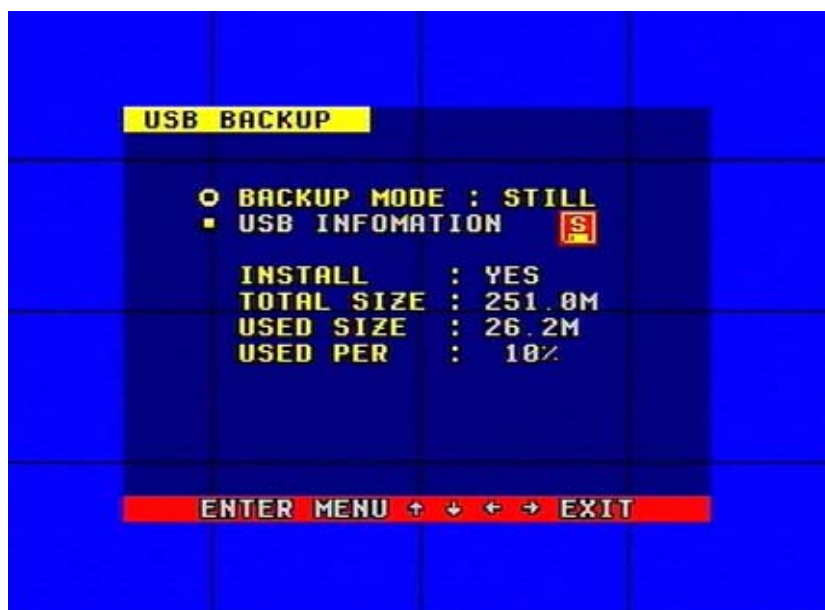 USB BACKUP
BACKUP MODE : STILL
USB INFOMATION S
INSTALL : YES
TOTAL SIZE : 251.0M
USED SIZE : 26.2M
USED PER : 10%
ENTER MENU ↑ ↓ ← → EXIT